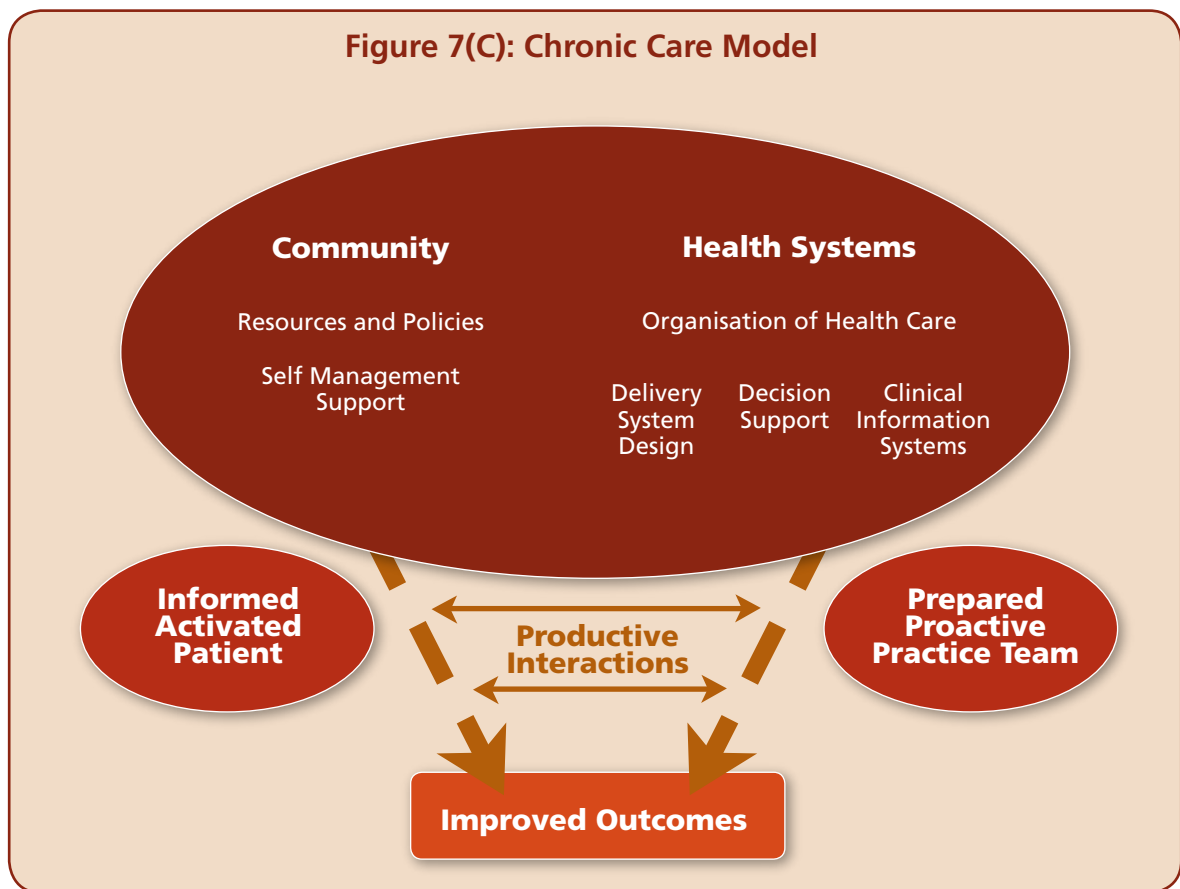 Figure 7(C): Chronic Care Model
Community
Resources and Policies
Self Management
Support
Health Systems
Organisation of Health Care
Delivery
System
Design
Decision
Support
Clinical
Information
Systems
Informed
Activated
Patient
Productive
Interactions
Prepared
Proactive
Practice Team
Improved Outcomes